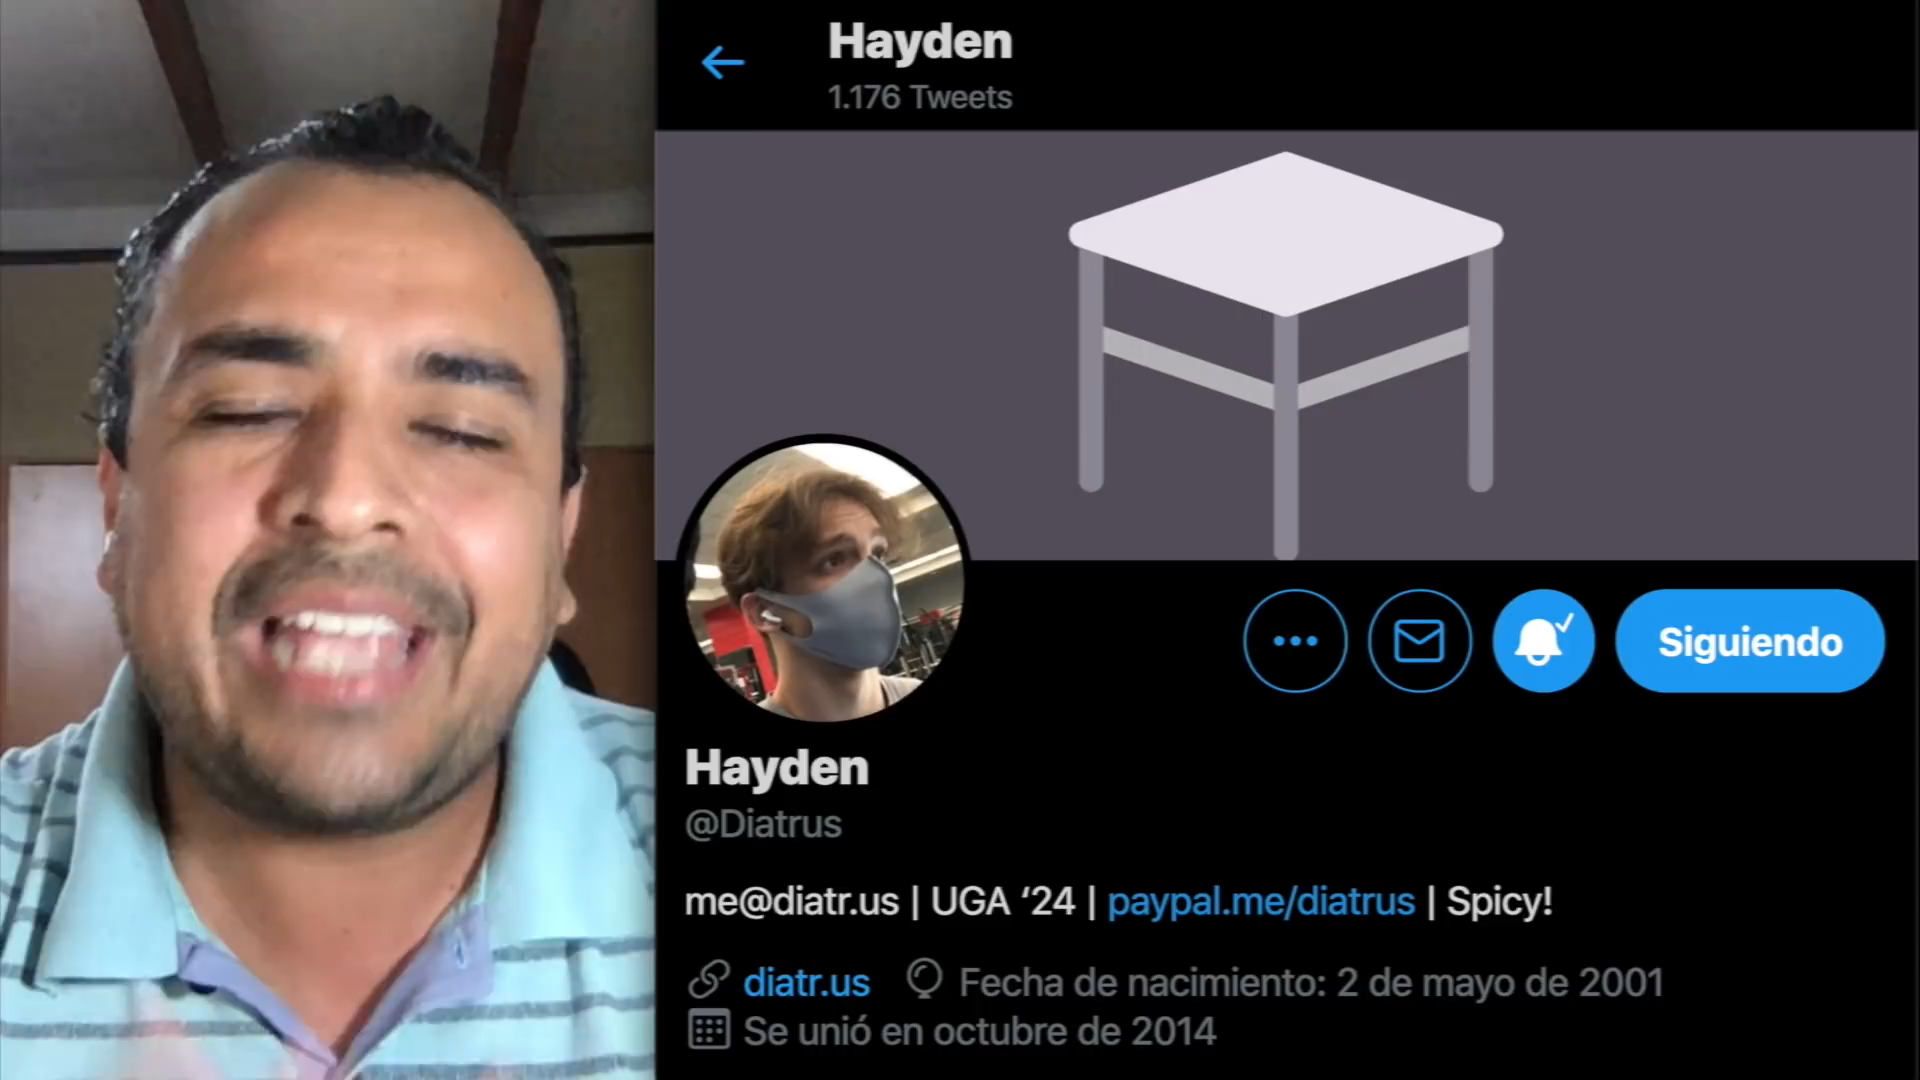 Hayden
1.176 Tweets
Siguiendo
Hayden
@Diatrus
me@diatr.us | UGA ‘24 | paypal.me/diatrus | Spicy!
diatr.us Fecha de nacimiento: 2 de mayo de 2001
Se unió en octubre de 2014